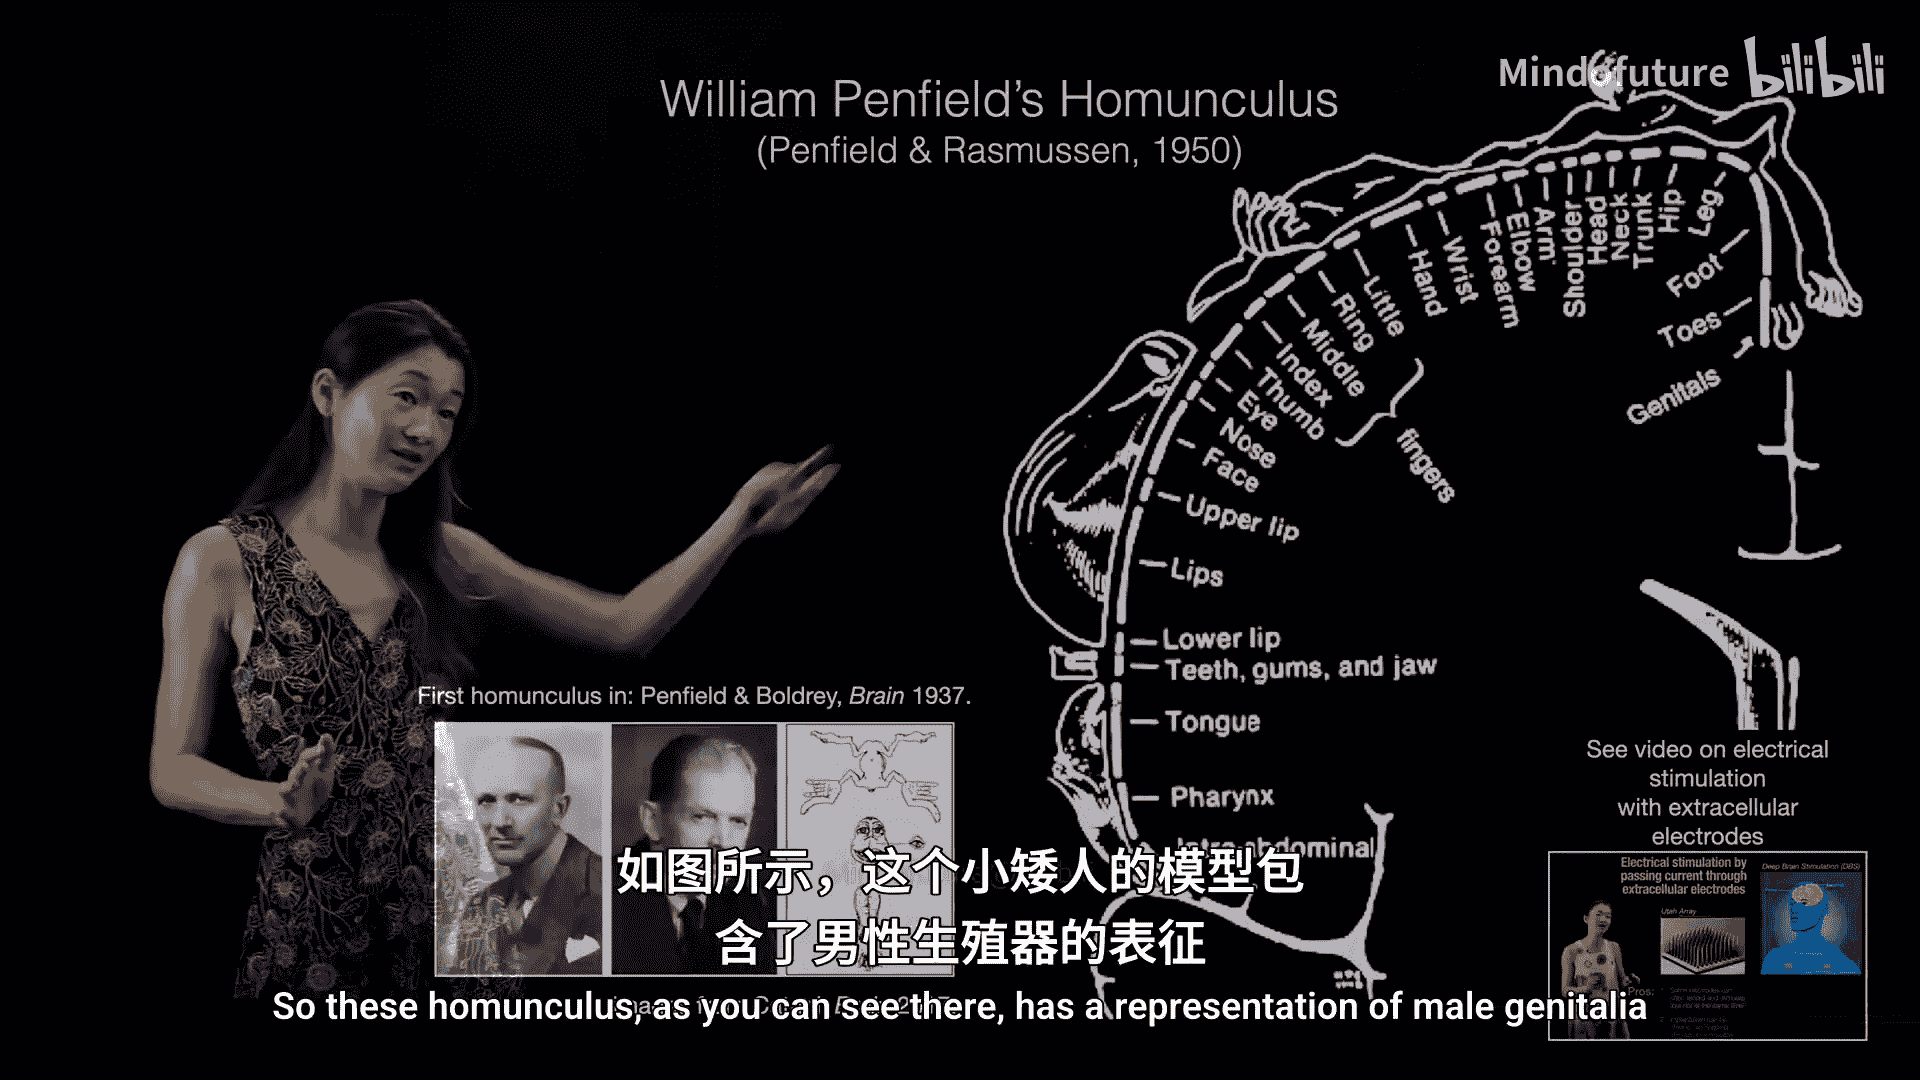 Mindofuture bilibili
William Penfield's Homunculus
(Penfield & Rasmussen, 1950)
Leg
Hip
Trunk
Neck
Head
Shoulder
Arm
Elbow
Forearm
Wrist
Hand
Little
Ring
Middle
Index
Thumb
fingers
Eye
Nose
Face
Upper lip
Lips
Lower lip
Teeth, gums, and jaw
Tongue
Pharynx
Intra-abdominal
Foot
Toes
Genitals
First homunculus in: Penfield & Boldrey, Brain 1937.
See video on electrical
stimulation
with extracellular
electrodes
Electrical stimulation by
passing current through
extracellular electrodes
Deep Brain Stimulation (DBS)
Utah Array
Pros:
如图所示，这个小矮人的模型包
含了男性生殖器的表征
So these homunculus, as you can see there, has a representation of male genitalia